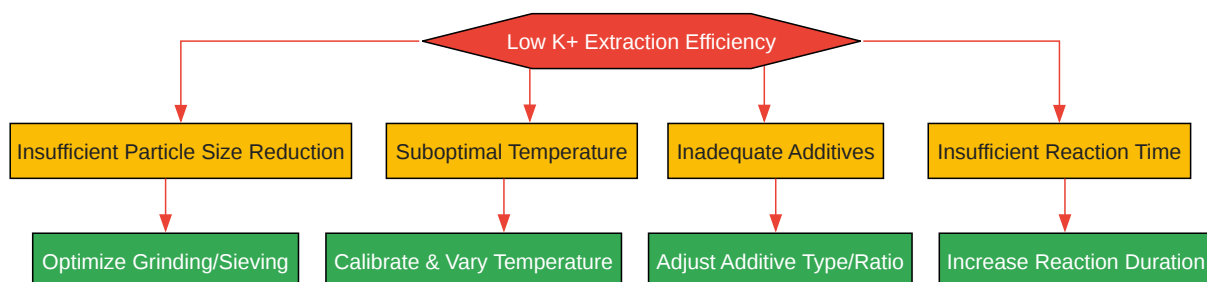 Low K+ Extraction Efficiency
Insufficient Particle Size Reduction
Suboptimal Temperature
Inadequate Additives
Insufficient Reaction Time
Optimize Grinding/Sieving
Calibrate & Vary Temperature
Adjust Additive Type/Ratio
Increase Reaction Duration